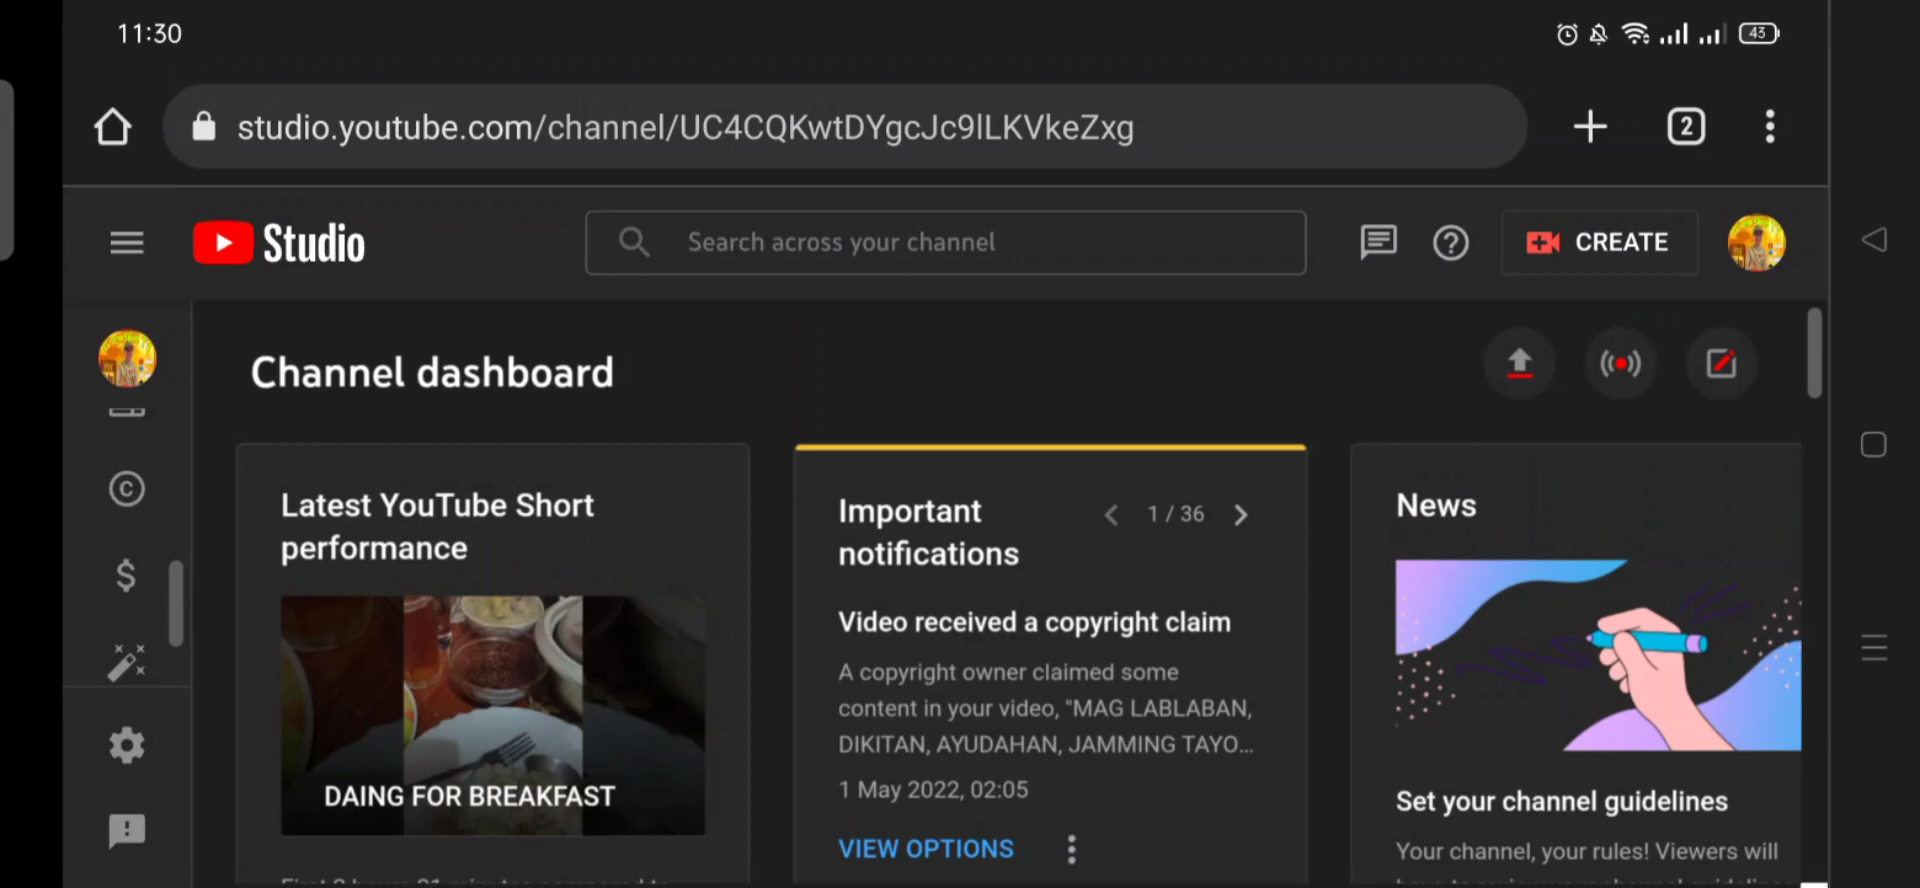 11:30
43
studio.youtube.com/channel/UC4CQKwtDYgcJc9lLKVkeZxg
2
Studio
Search across your channel
CREATE
Channel dashboard
Latest YouTube Short
performance
DAING FOR BREAKFAST
Important
notifications
1 / 36
Video received a copyright claim
A copyright owner claimed some
content in your video, "MAG LABLABAN,
DIKITAN, AYUDAHAN, JAMMING TAYO...
1 May 2022, 02:05
VIEW OPTIONS
News
Set your channel guidelines
Your channel, your rules! Viewers will